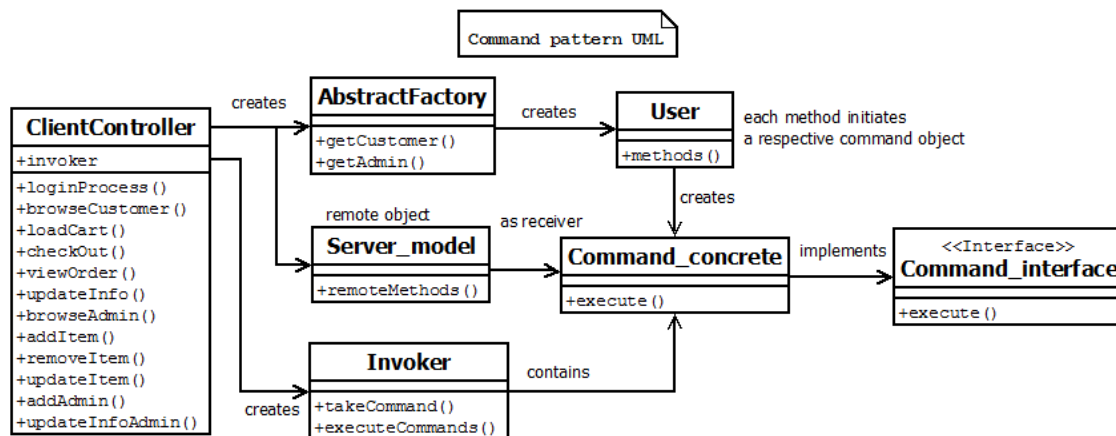 Command pattern UML
ClientController
+invoker
+loginProcess()
+browseCustomer()
+loadCart()
+checkOut()
+viewOrder()
+updateInfo()
+browseAdmin()
+addItem()
+removeItem()
+updateItem()
+addAdmin()
+updateInfoAdmin()
creates
AbstractFactory
+getCustomer()
+getAdmin()
creates
User
+methods()
each method initiates
a respective command object
creates
remote object
Server_model
+remoteMethods()
as receiver
Command_concrete
+execute()
implements
<<Interface>>
Command_interface
+execute()
creates
Invoker
+takeCommand()
+executeCommands()
contains